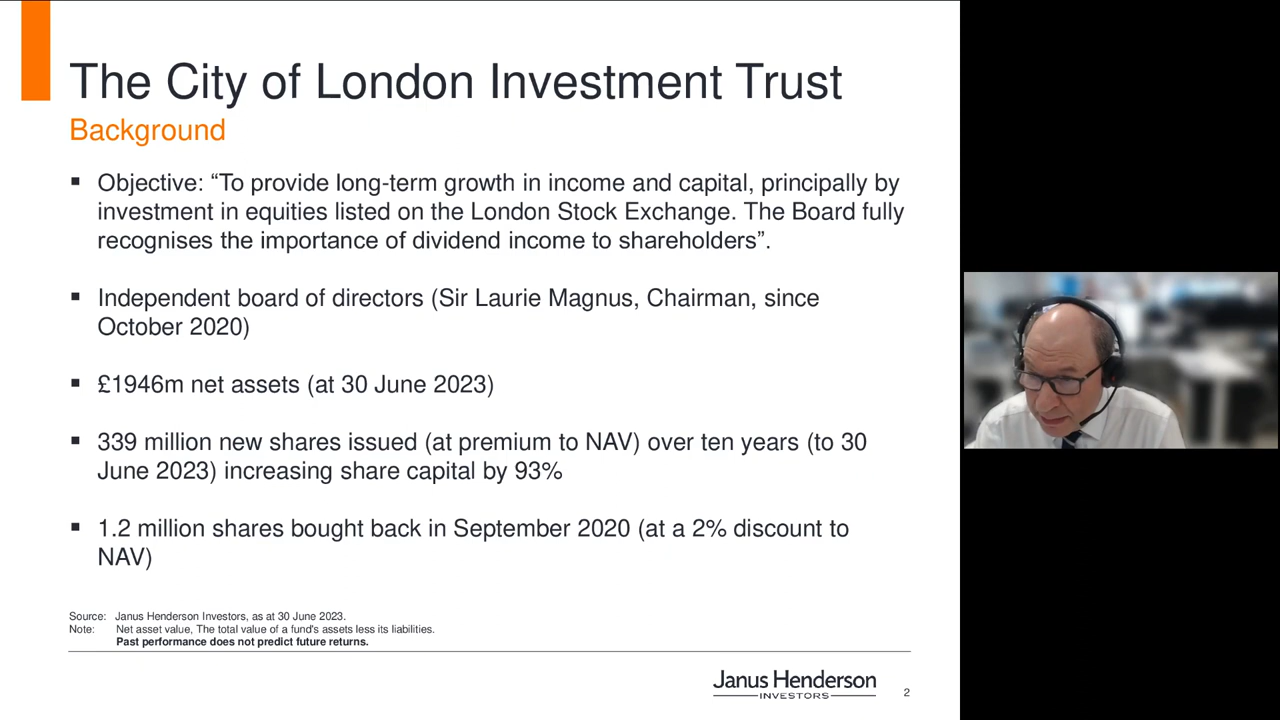 The City of London Investment Trust
Background
▪ Objective: “To provide long-term growth in income and capital, principally by
investment in equities listed on the London Stock Exchange. The Board fully
recognises the importance of dividend income to shareholders”.
▪ Independent board of directors (Sir Laurie Magnus, Chairman, since
October 2020)
▪ £1946m net assets (at 30 June 2023)
▪ 339 million new shares issued (at premium to NAV) over ten years (to 30
June 2023) increasing share capital by 93%
▪ 1.2 million shares bought back in September 2020 (at a 2% discount to
NAV)
Source: Janus Henderson Investors, as at 30 June 2023.
Note: Net asset value, The total value of a fund's assets less its liabilities.
Past performance does not predict future returns.
Janus Henderson
INVESTORS
2